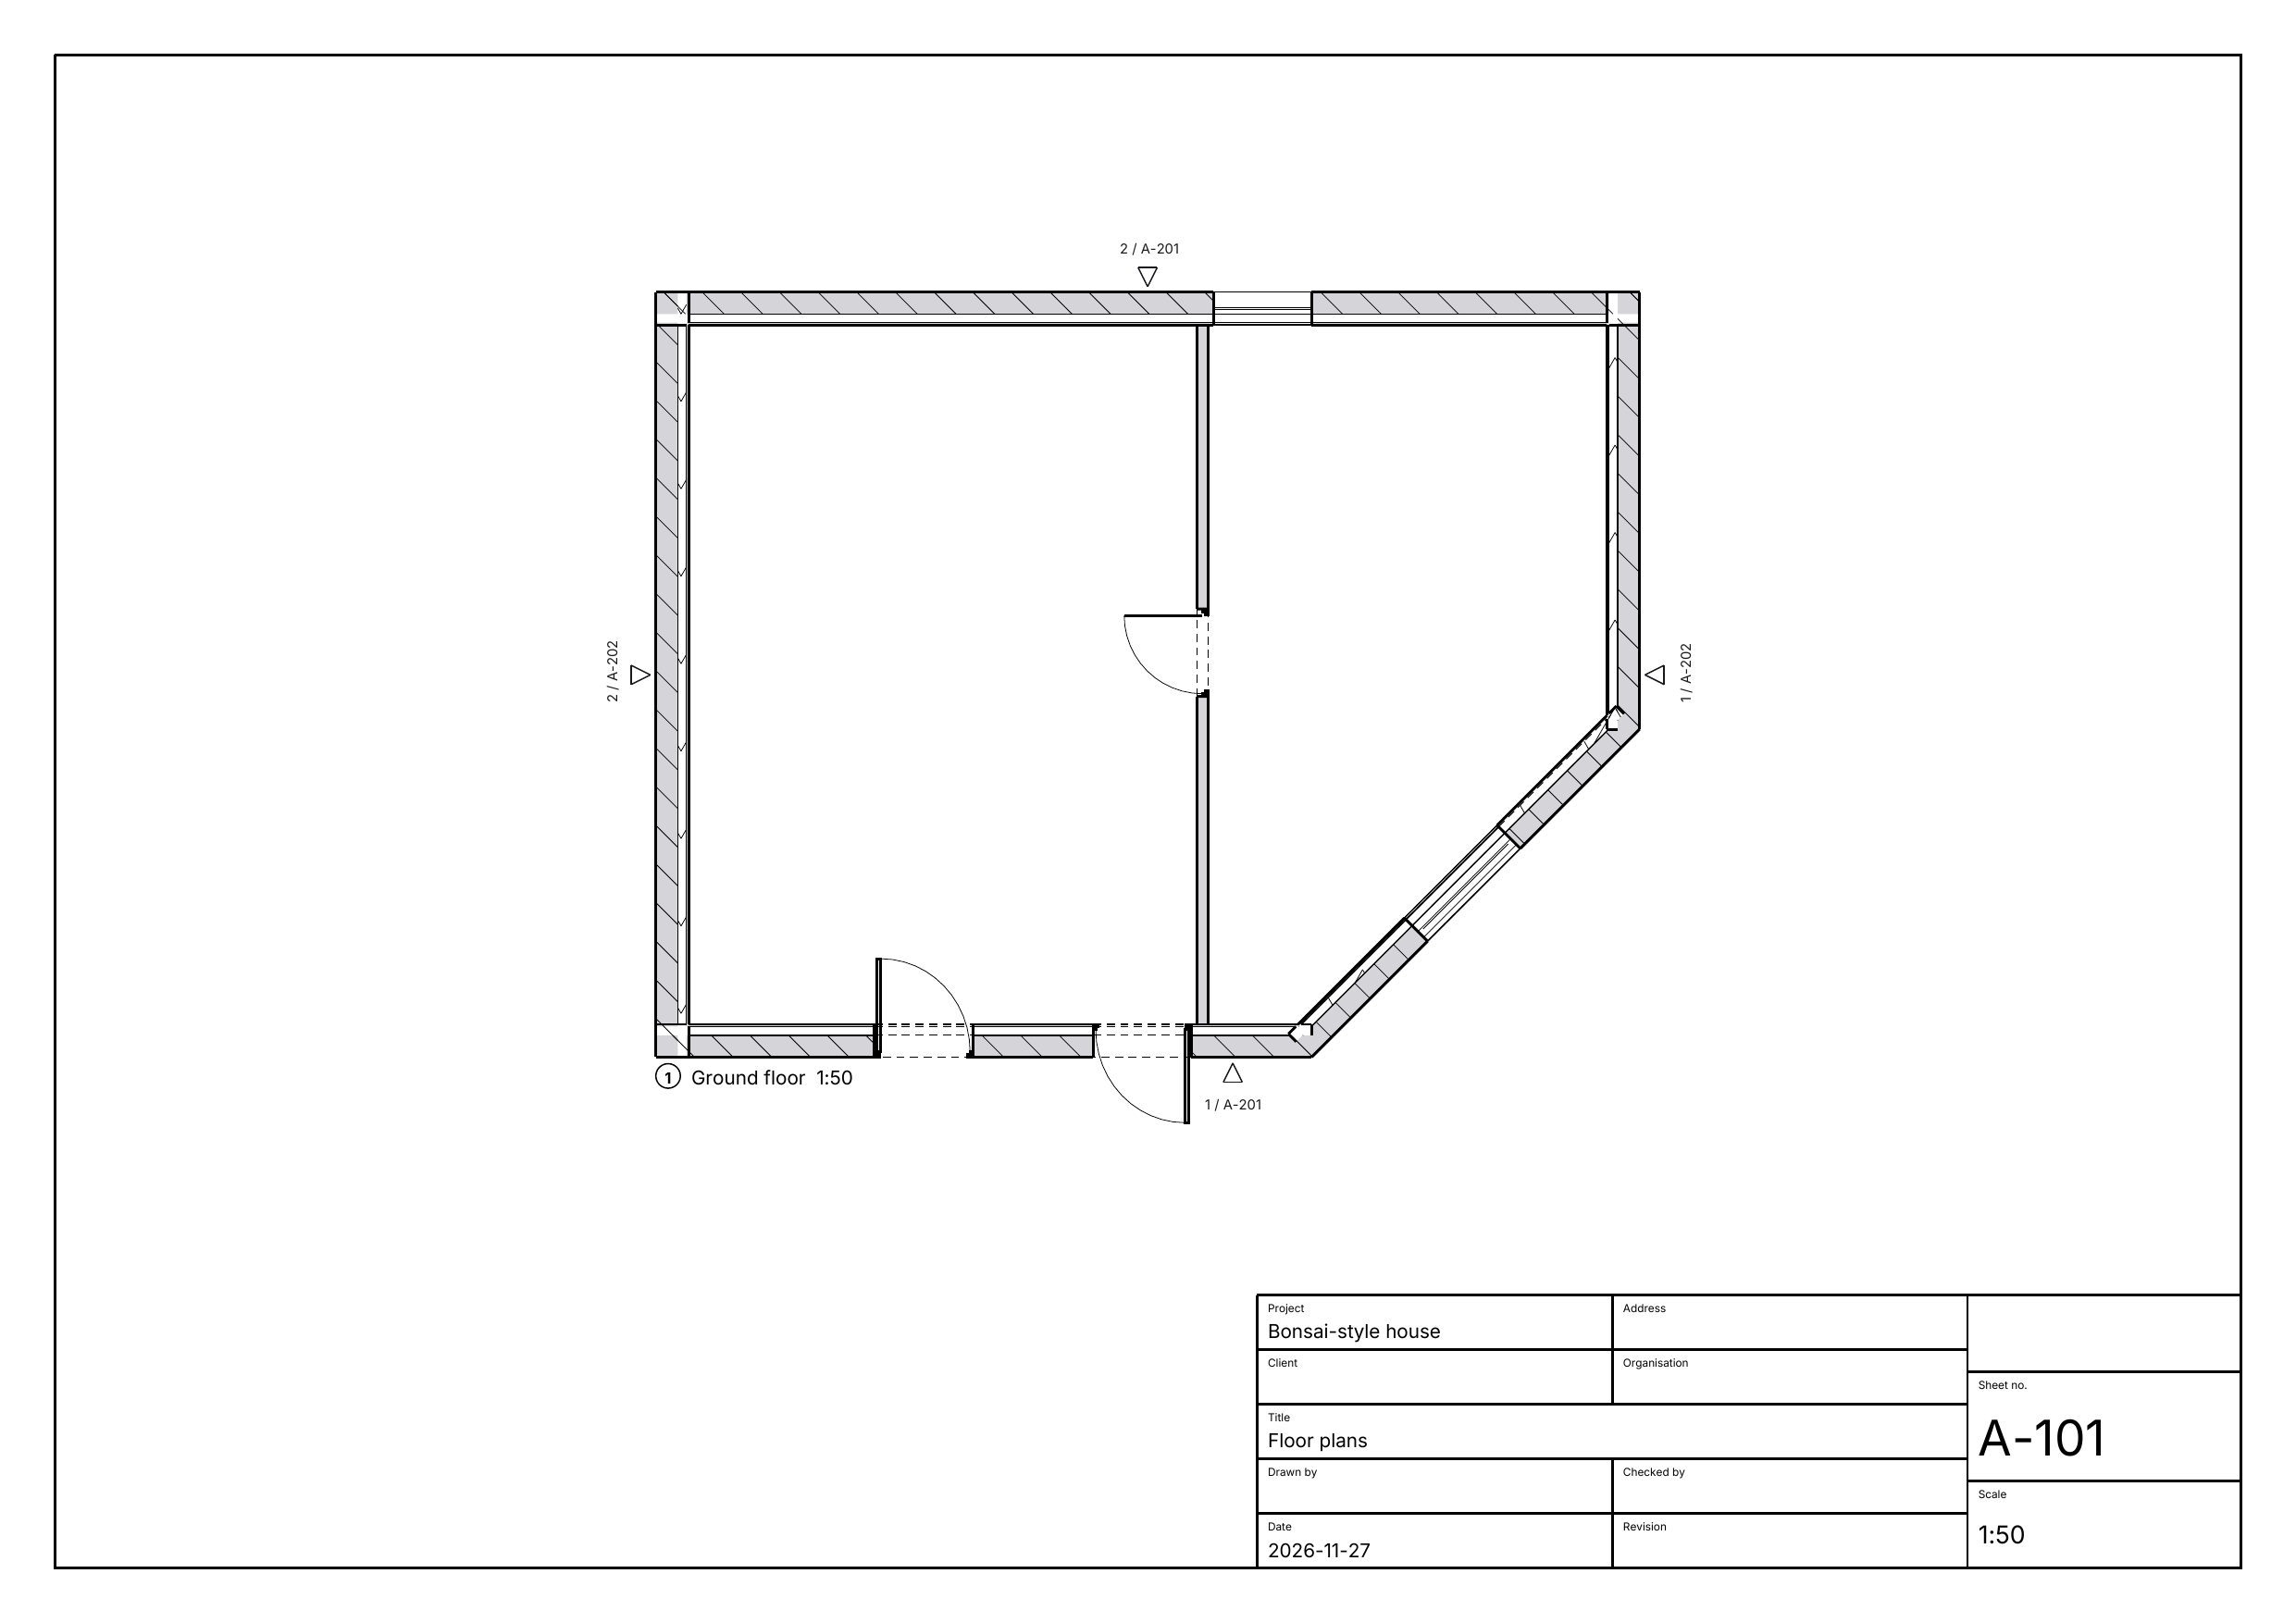 2 / A-201
2 / A-202
1 / A-202
1 Ground floor 1:50
1 / A-201
Project
Bonsai-style house
Address
Client
Organisation
Title
Floor plans
Drawn by
Checked by
Date
2026-11-27
Revision
Sheet no.
A-101
Scale
1:50